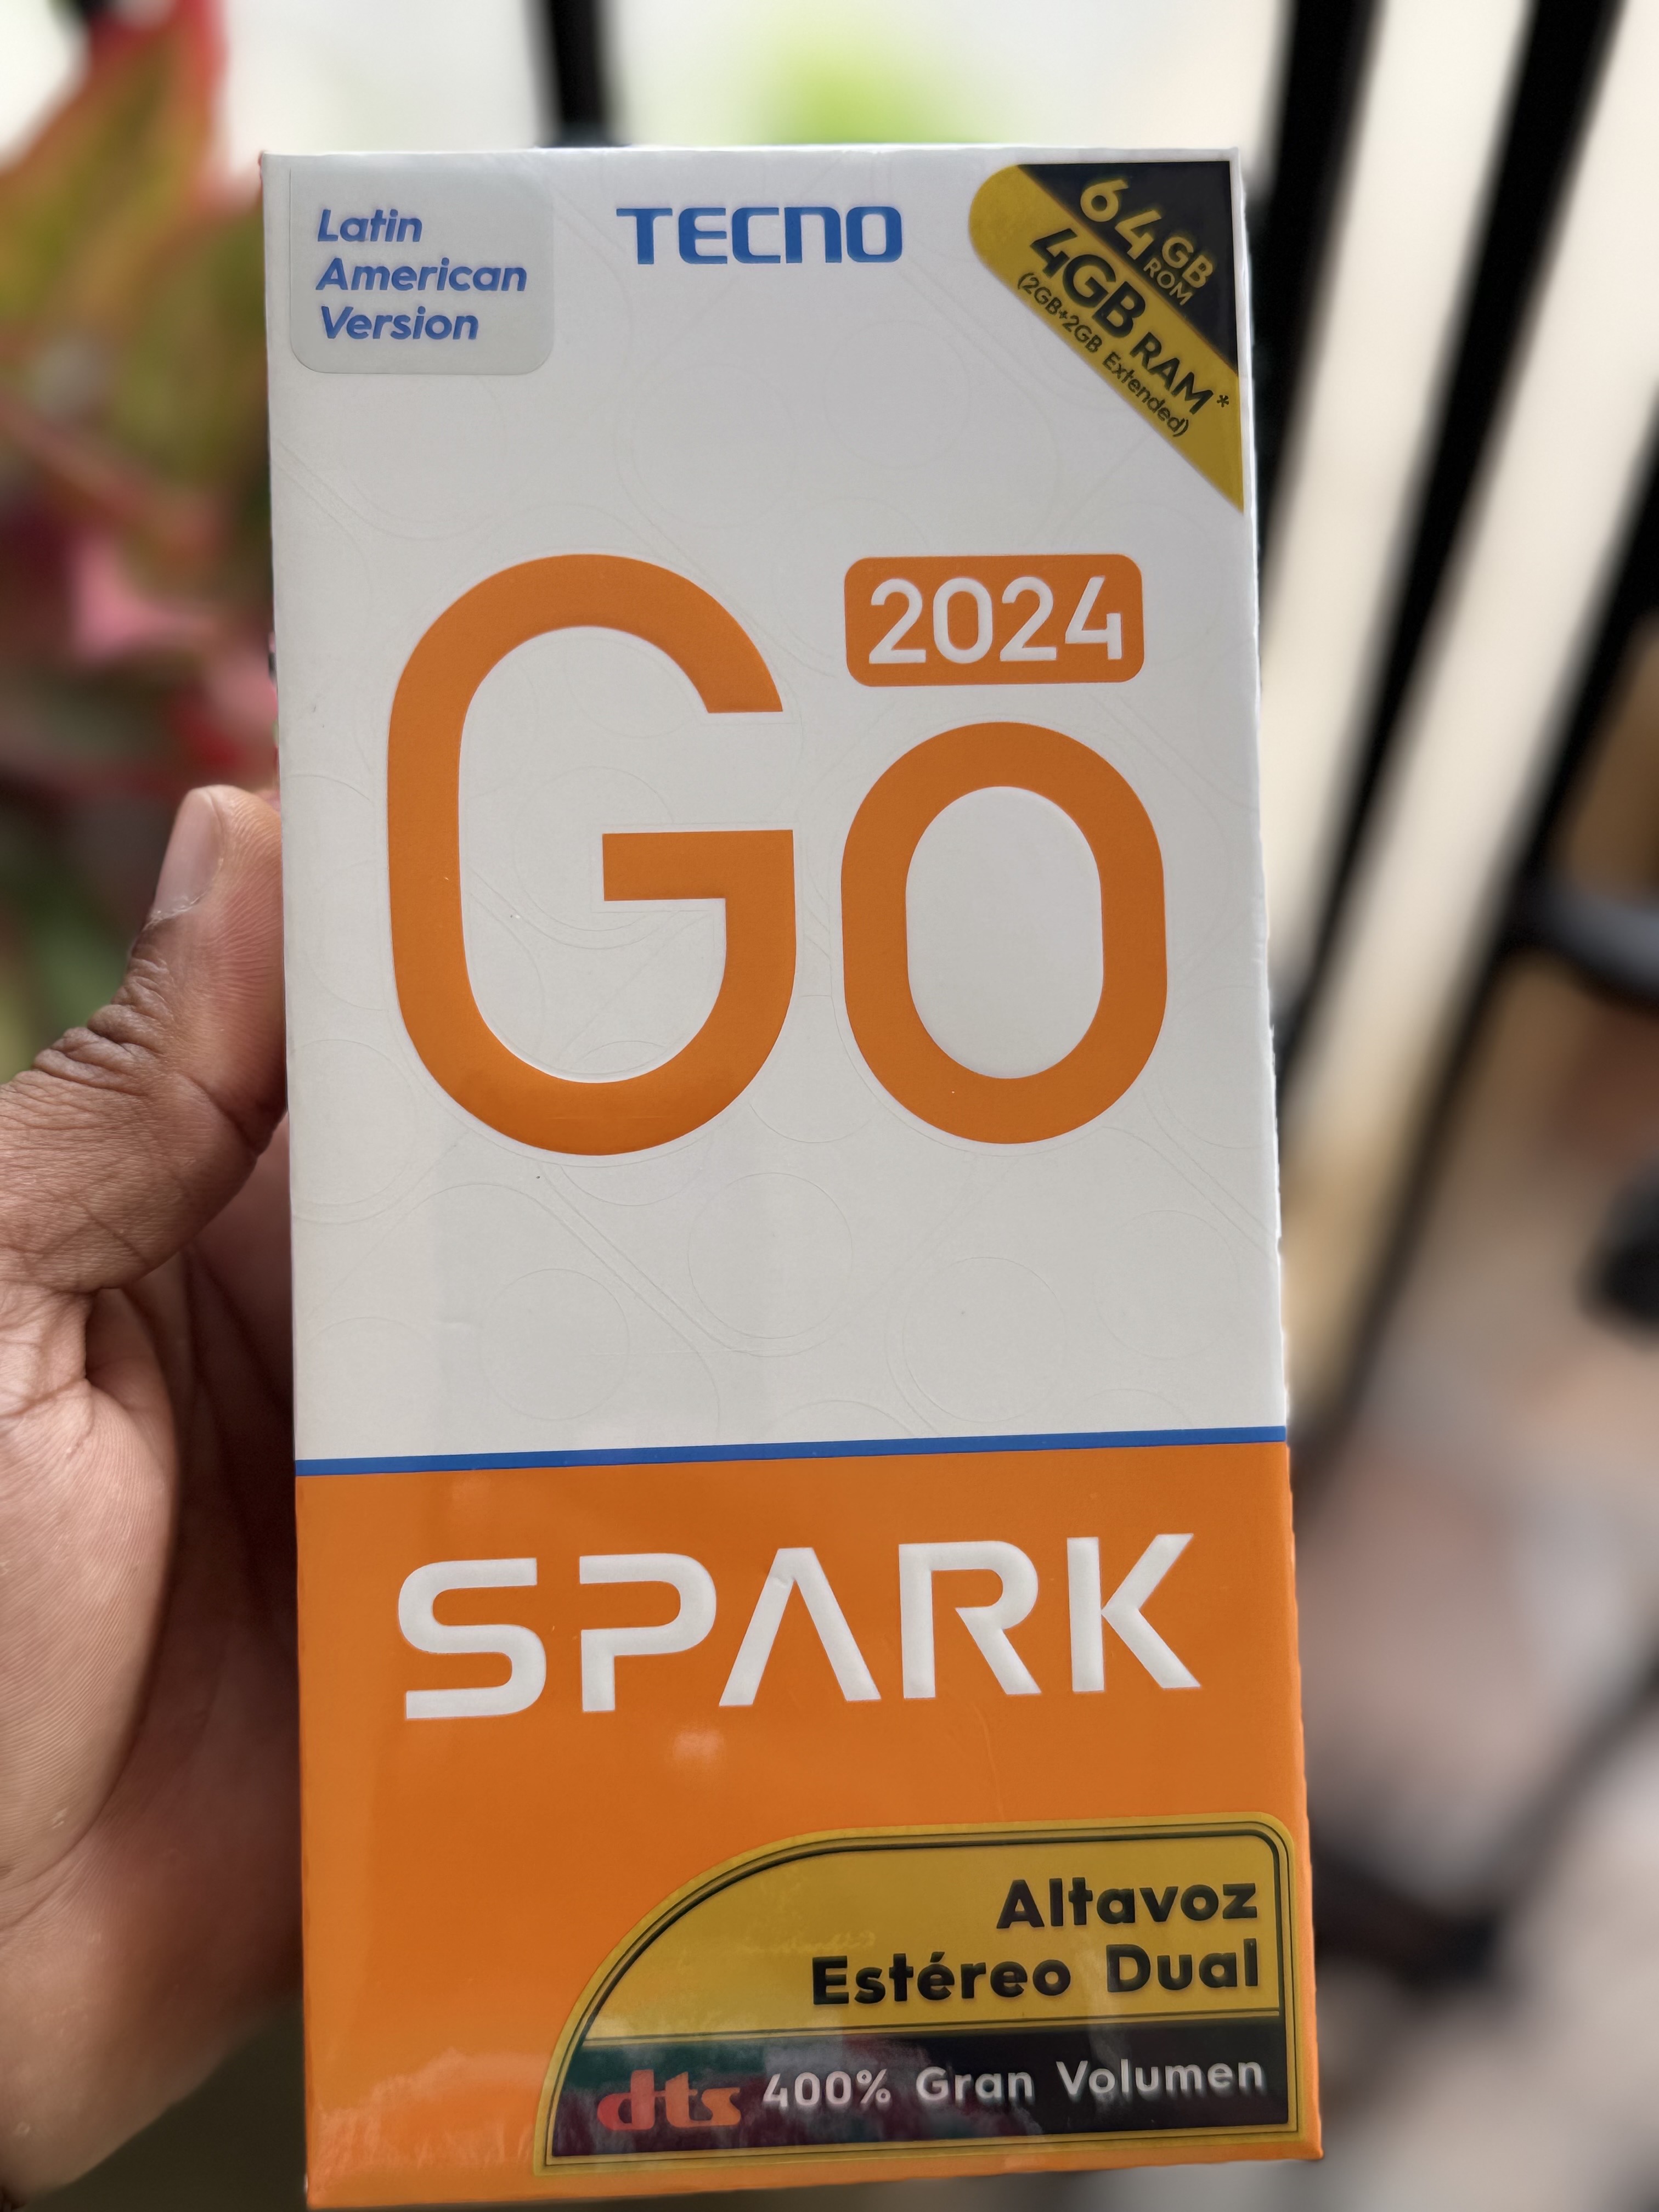 Latin
American
Version
TECNO
64GB ROM
4GB RAM*
(2GB+2GB Extended)
2024
Go
SPARK
Altavoz
Estéreo Dual
dts 400% Gran Volumen